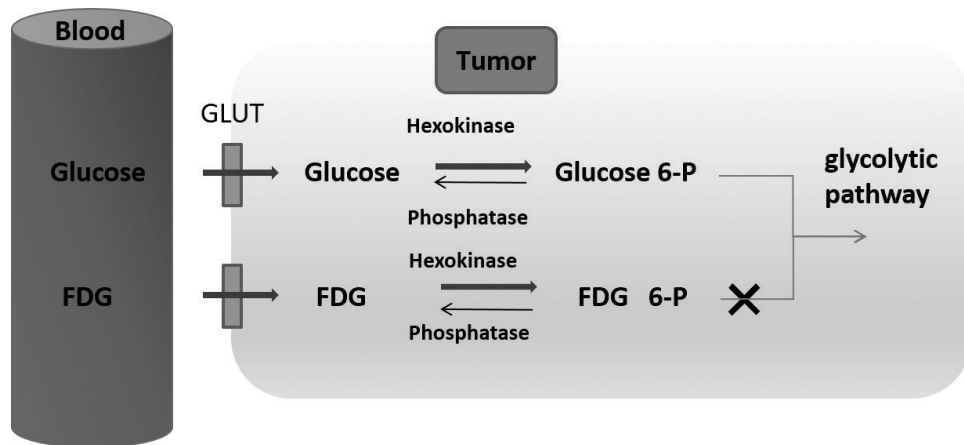 Blood
Tumor
GLUT
Hexokinase
Glucose
Glucose
Glucose 6-P
glycolytic
pathway
Phosphatase
Hexokinase
FDG
FDG
FDG 6-P
Phosphatase